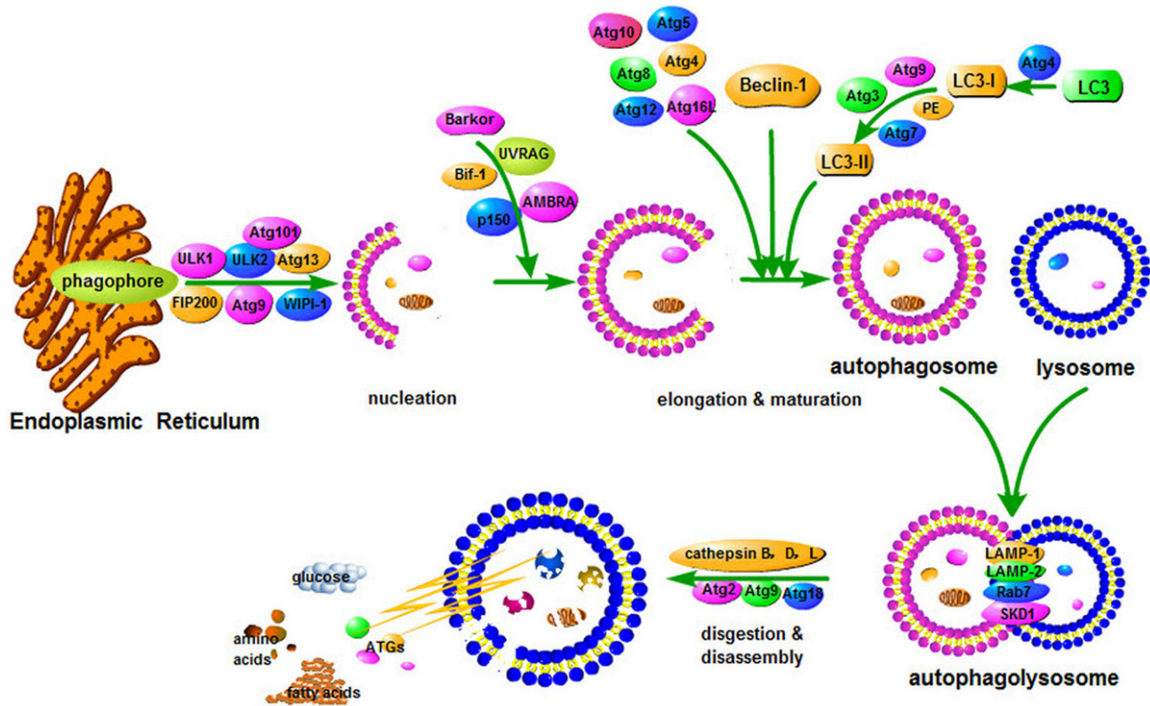 Atg10
Atg5
Atg8
Atg4
Atg12
Atg16L
Beclin-1
Atg9
Atg3
PE
Atg7
LC3-I
Atg4
LC3
LC3-II
Barkor
UVRAG
Bif-1
AMBRA
p150
Atg101
ULK1
ULK2
Atg13
phagophore
FIP200
Atg9
WIPI-1
Endoplasmic Reticulum
nucleation
elongation & maturation
autophagosome
lysosome
LAMP-1
LAMP-2
Rab7
SKD1
autophagolysosome
cathepsin B, D, L
Atg2
Atg9
Atg18
disgestion &
disassembly
glucose
amino
acids
ATGs
fatty acids